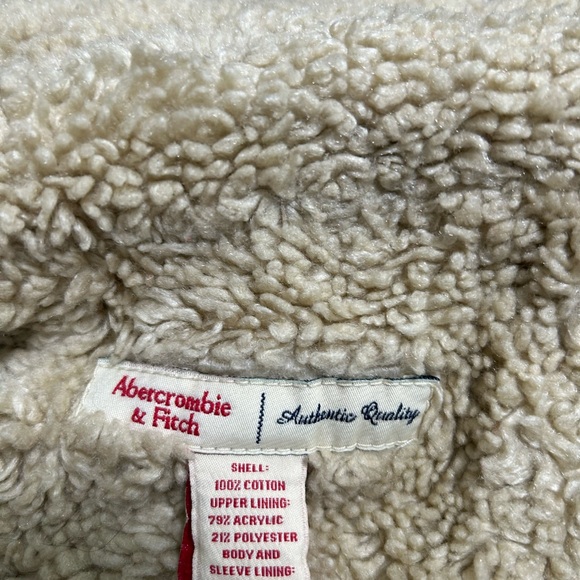 Abercrombie
& Fitch
Authentic Quality
SHELL:
100% COTTON
UPPER LINING:
79% ACRYLIC
21% POLYESTER
BODY AND
SLEEVE LINING: